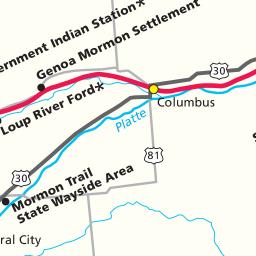 ernment Indian Station*
Genoa Mormon Settlement
30
Loup River Ford*
Columbus
Platte
81
30
Mormon Trail
State Wayside Area
ral City